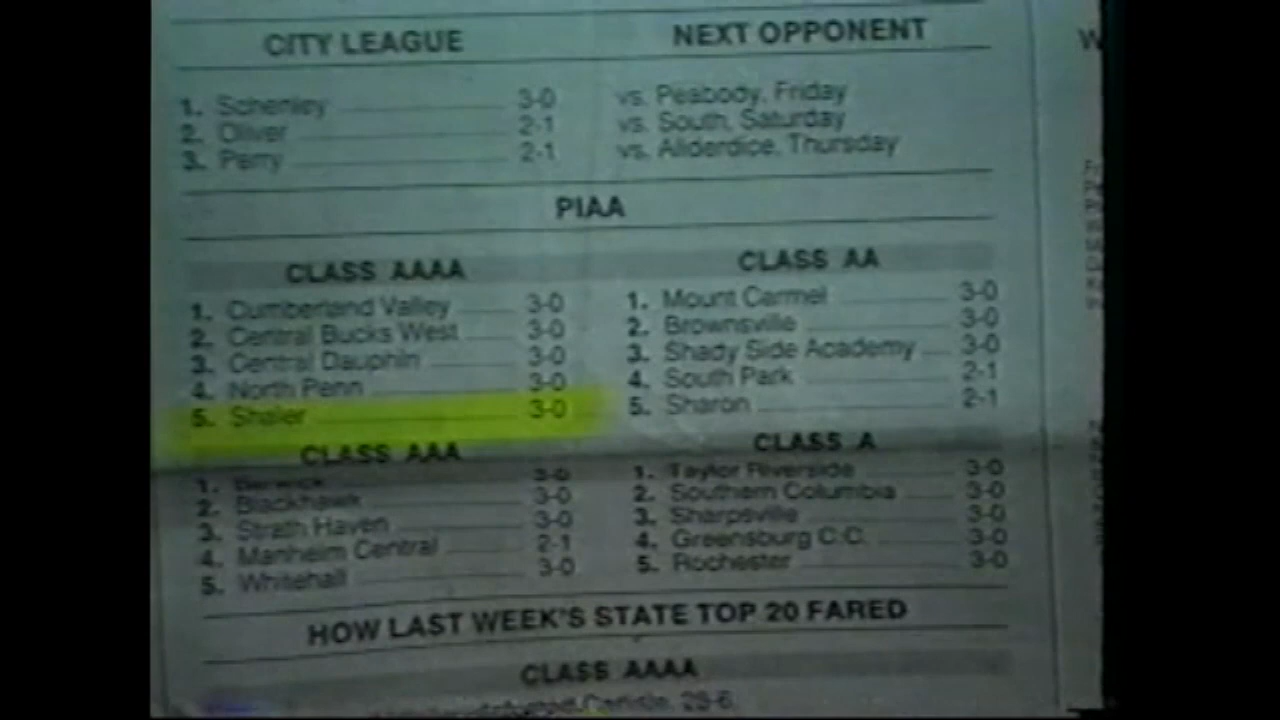 CITY LEAGUE NEXT OPPONENT
1. Schenley 3-0 vs. Peabody, Friday
2. Oliver 2-1 vs. South, Saturday
3. Perry 2-1 vs. Allderdice, Thursday
PIAA
CLASS AAAA
1. Cumberland Valley 3-0
2. Central Bucks West 3-0
3. Central Dauphin 3-0
4. North Penn 3-0
5. Shaler 3-0
CLASS AAA
1. Berwick 3-0
2. Blackhawk 3-0
3. Strath Haven 3-0
4. Manheim Central 2-1
5. Whitehall 3-0
CLASS AA
1. Mount Carmel 3-0
2. Brownsville 3-0
3. Shady Side Academy 3-0
4. South Park 2-1
5. Sharon 2-1
CLASS A
1. Taylor Riverside 3-0
2. Southern Columbia 3-0
3. Sharpsville 3-0
4. Greensburg C.C. 3-0
5. Rochester 3-0
HOW LAST WEEK'S STATE TOP 20 FARED
CLASS AAAA
Carlisle, 28-6.